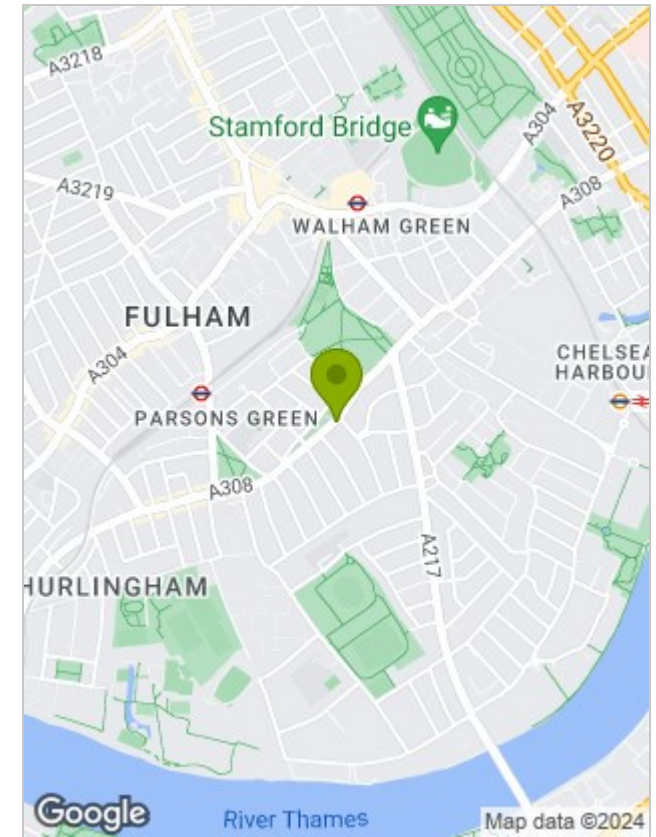 A3218
Stamford Bridge
A304
A3220
A3219
A308
WALHAM GREEN
FULHAM
A304
CHELSEA
HARBOU
PARSONS GREEN
A308
A217
HURLINGHAM
Google
River Thames
Map data ©2024